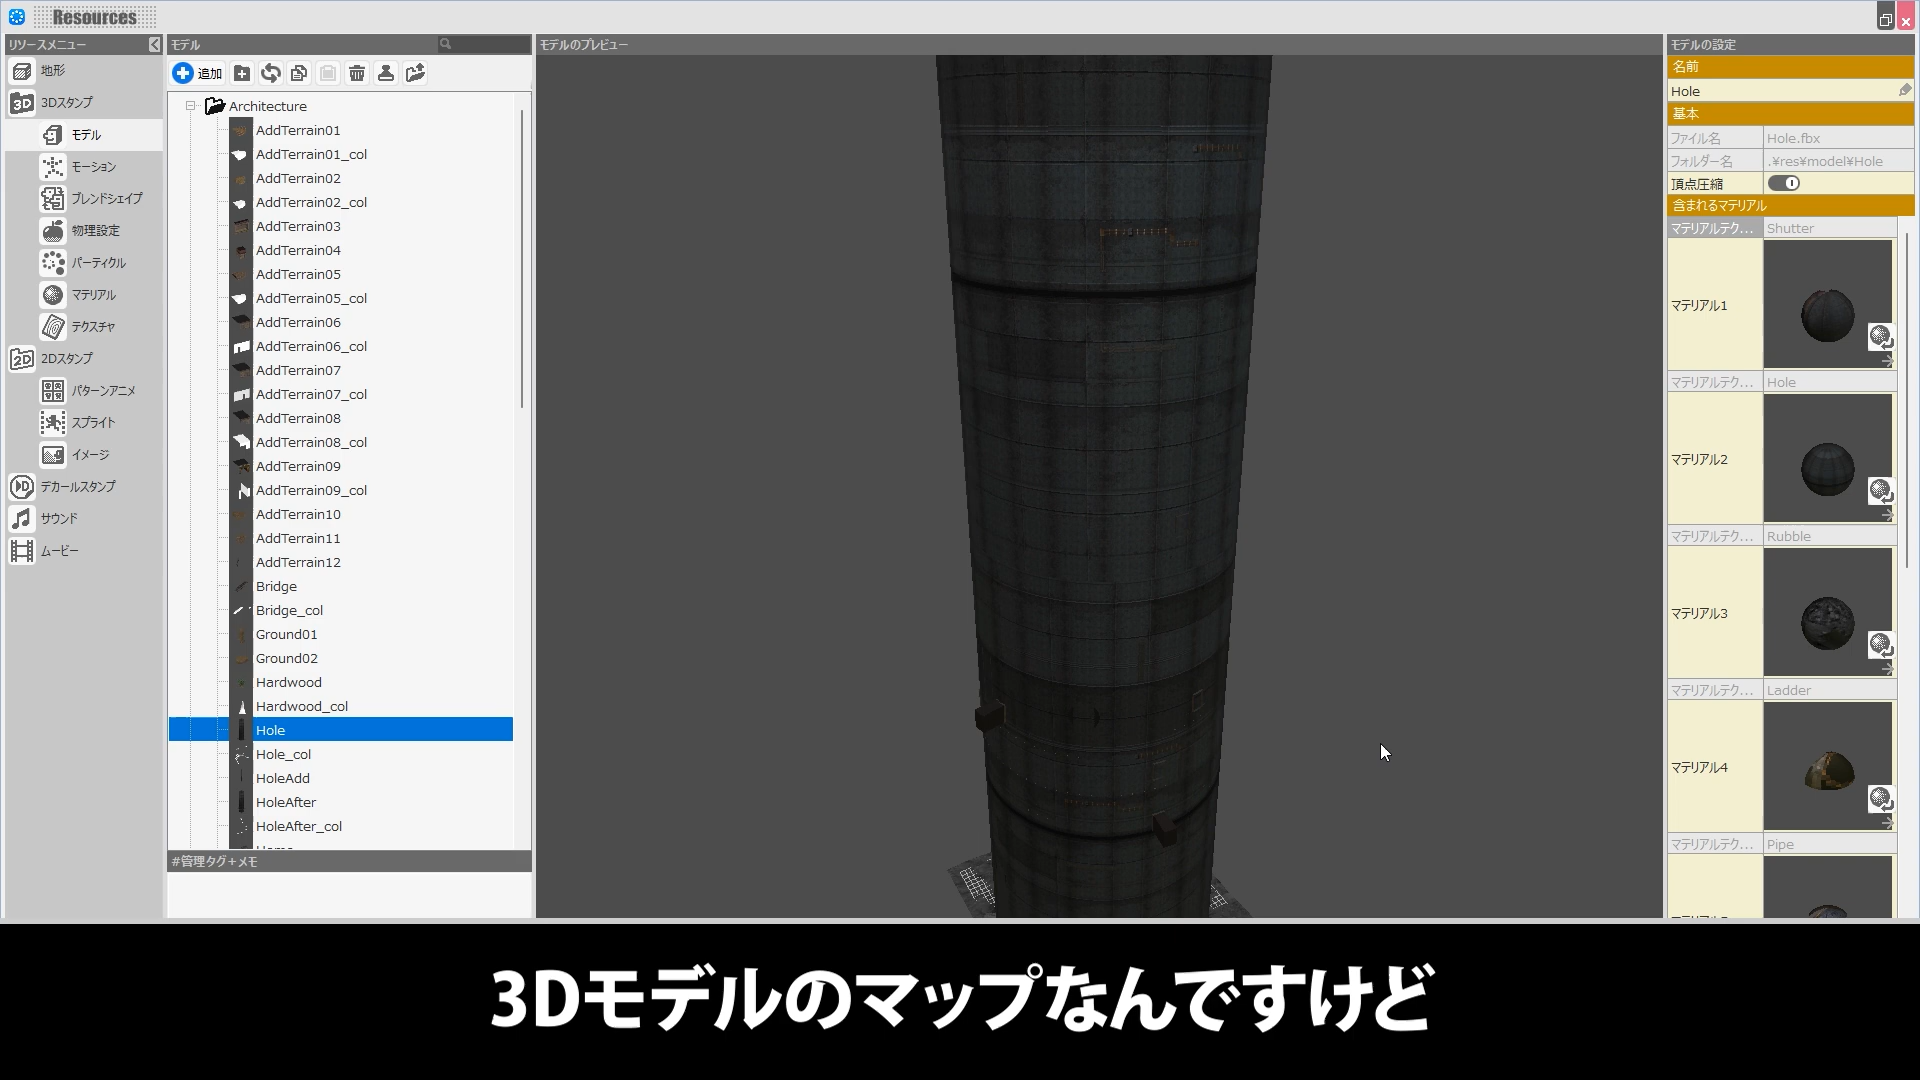 Resources
リソースメニュー
地形
3Dスタンプ
モデル
モーション
ブレンドシェイプ
物理設定
パーティクル
マテリアル
テクスチャ
2Dスタンプ
パターンアニメ
スプライト
イメージ
デカールスタンプ
サウンド
ムービー
モデル
追加
Architecture
AddTerrain01
AddTerrain01_col
AddTerrain02
AddTerrain02_col
AddTerrain03
AddTerrain04
AddTerrain05
AddTerrain05_col
AddTerrain06
AddTerrain06_col
AddTerrain07
AddTerrain07_col
AddTerrain08
AddTerrain08_col
AddTerrain09
AddTerrain09_col
AddTerrain10
AddTerrain11
AddTerrain12
Bridge
Bridge_col
Ground01
Ground02
Hardwood
Hardwood_col
Hole
Hole_col
HoleAdd
HoleAfter
HoleAfter_col
#管理タグ+メモ
モデルのプレビュー
モデルの設定
名前
Hole
基本
ファイル名 Hole.fbx
フォルダー名 .¥res¥model¥Hole
頂点圧縮
含まれるマテリアル
マテリアルテク... Shutter
マテリアル1
マテリアルテク... Hole
マテリアル2
マテリアルテク... Rubble
マテリアル3
マテリアルテク... Ladder
マテリアル4
マテリアルテク... Pipe
3Dモデルのマップなんですけど